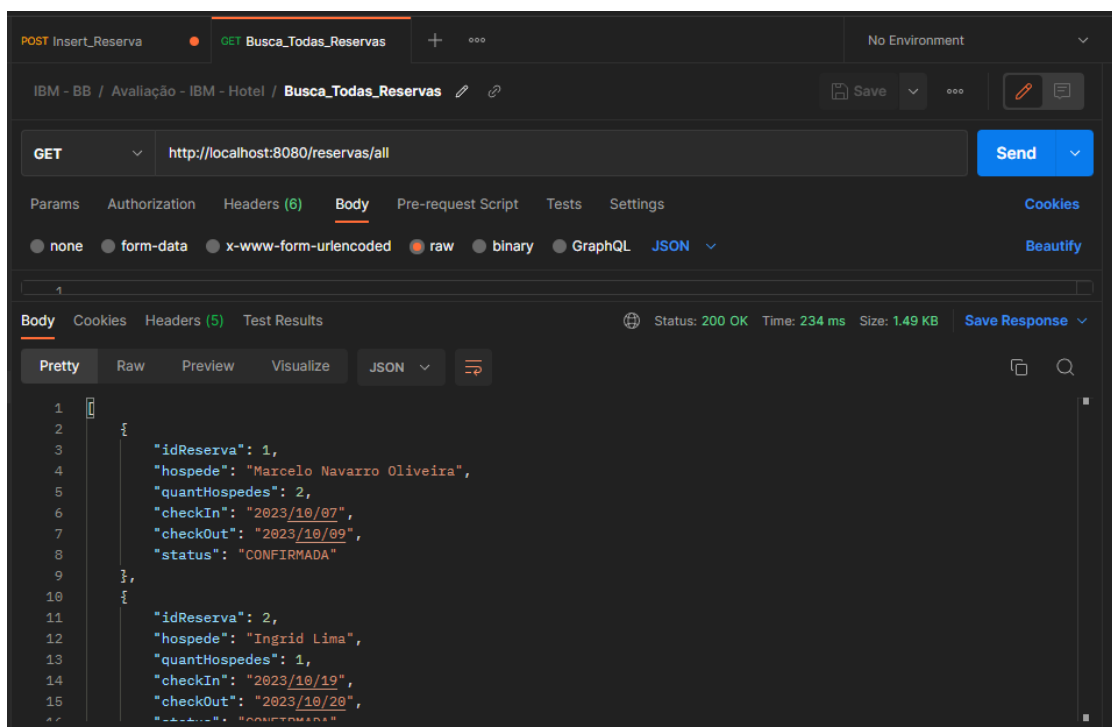 POST Insert_Reserva GET Busca_Todas_Reservas No Environment
IBM - BB / Avaliação - IBM - Hotel / Busca_Todas_Reservas Save
GET http://localhost:8080/reservas/all Send
Params Authorization Headers (6) Body Pre-request Script Tests Settings Cookies
none form-data x-www-form-urlencoded raw binary GraphQL JSON Beautify
1
Body Cookies Headers (5) Test Results Status: 200 OK Time: 234 ms Size: 1.49 KB Save Response
Pretty Raw Preview Visualize JSON
1 [
2 {
3 "idReserva": 1,
4 "hospede": "Marcelo Navarro Oliveira",
5 "quantHospedes": 2,
6 "checkIn": "2023/10/07",
7 "checkOut": "2023/10/09",
8 "status": "CONFIRMADA"
9 },
10 {
11 "idReserva": 2,
12 "hospede": "Ingrid Lima",
13 "quantHospedes": 1,
14 "checkIn": "2023/10/19",
15 "checkOut": "2023/10/20",
16 "status": "CONFIRMADA"